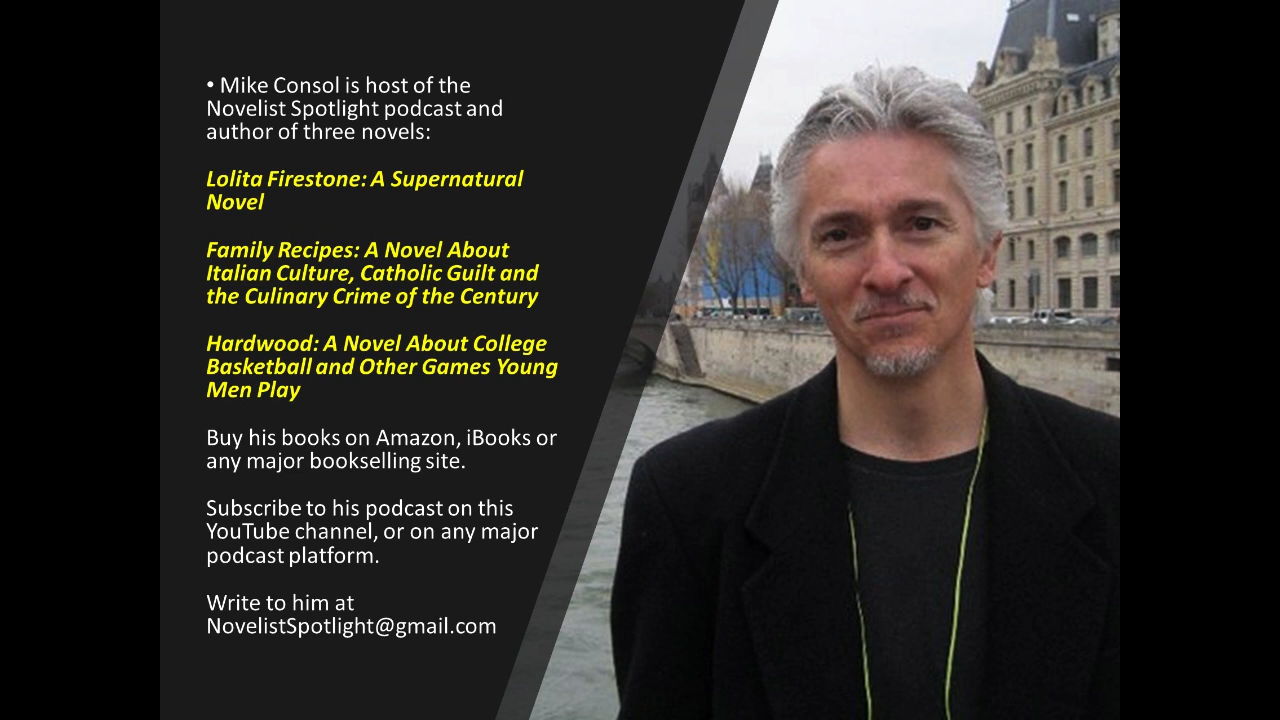 • Mike Consol is host of the
Novelist Spotlight podcast and
author of three novels:
Lolita Firestone: A Supernatural
Novel
Family Recipes: A Novel About
Italian Culture, Catholic Guilt and
the Culinary Crime of the Century
Hardwood: A Novel About College
Basketball and Other Games Young
Men Play
Buy his books on Amazon, iBooks or
any major bookselling site.
Subscribe to his podcast on this
YouTube channel, or on any major
podcast platform.
Write to him at
NovelistSpotlight@gmail.com